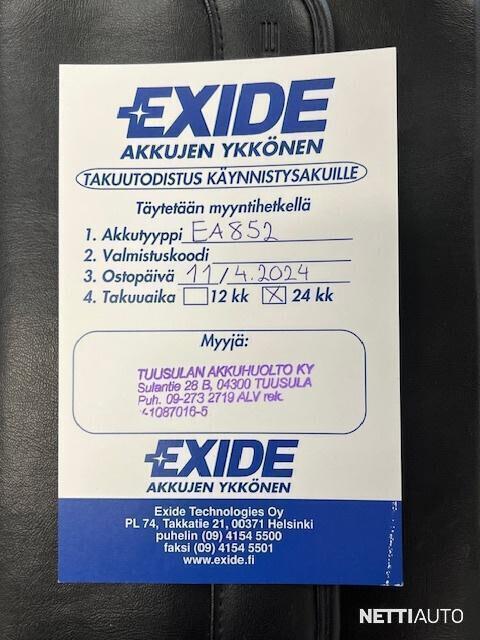 EXIDE
AKKUJEN YKKÖNEN
TAKUUTODISTUS KÄYNNISTYSAKUILLE
Täytetään myyntihetkellä
1. Akkutyyppi EA852
2. Valmistuskoodi
3. Ostopäivä 11/4.2024
4. Takuuaika 12 kk X 24 kk
Myyjä:
TUUSULAN AKKUHUOLTO KY
Sulantie 28 B, 04300 TUUSULA
Puh. 09-273 2719 ALV rek.
1087016-5
EXIDE
AKKUJEN YKKÖNEN
Exide Technologies Oy
PL 74, Takkatie 21, 00371 Helsinki
puhelin (09) 4154 5500
faksi (09) 4154 5501
www.exide.fi
NETTIAUTO